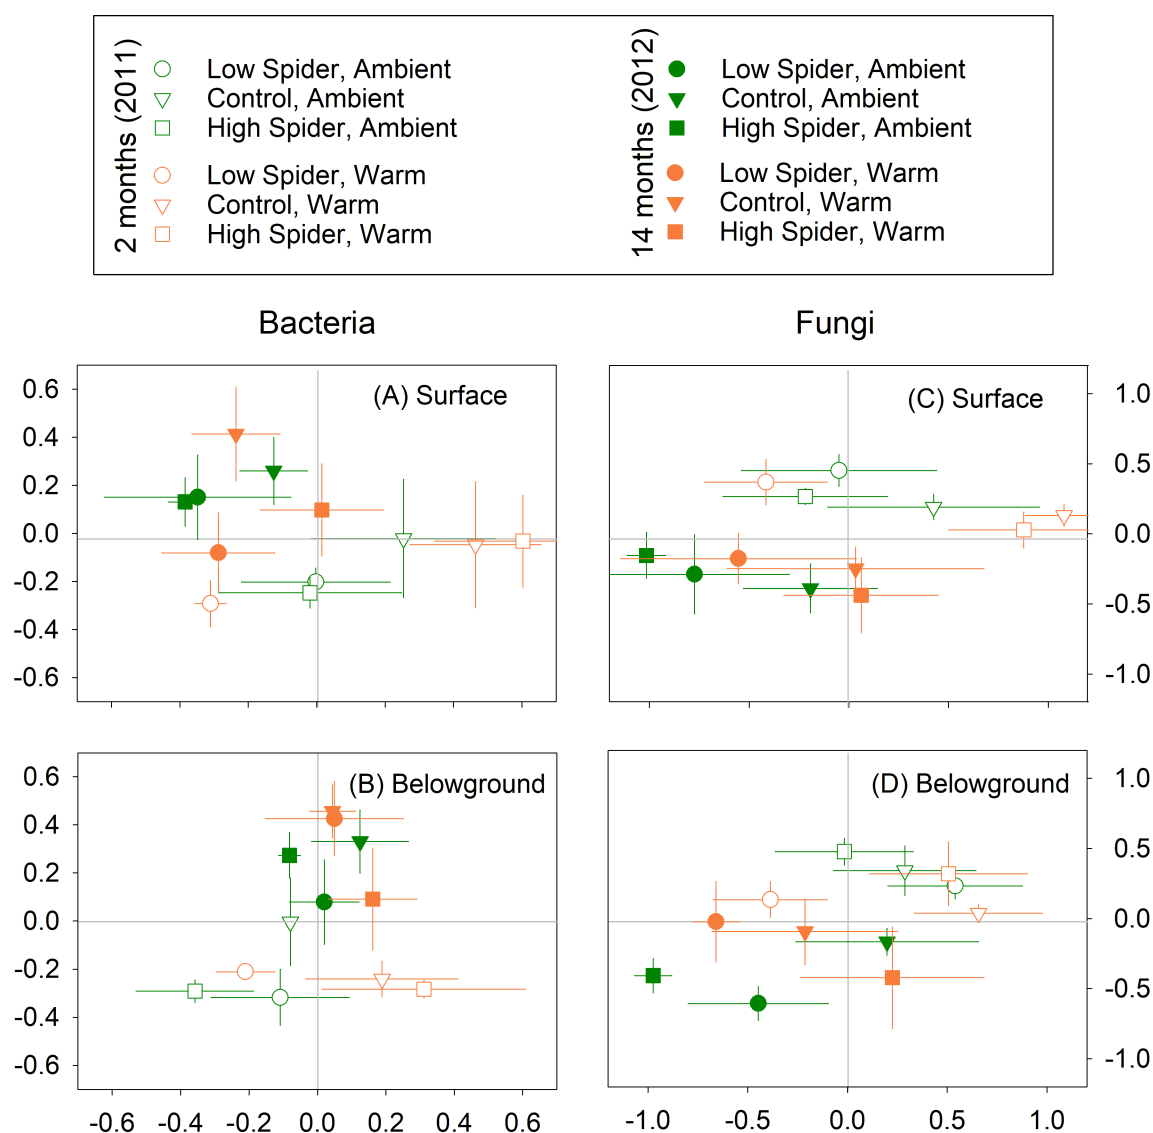 2 months (2011)
Low Spider, Ambient
Control, Ambient
High Spider, Ambient
Low Spider, Warm
Control, Warm
High Spider, Warm
14 months (2012)
Low Spider, Ambient
Control, Ambient
High Spider, Ambient
Low Spider, Warm
Control, Warm
High Spider, Warm
Bacteria
Fungi
(A) Surface
0.6
0.4
0.2
0.0
-0.2
-0.4
-0.6
(C) Surface
1.0
0.5
0.0
-0.5
-1.0
(B) Belowground
0.6
0.4
0.2
0.0
-0.2
-0.4
-0.6
-0.6 -0.4 -0.2 0.0 0.2 0.4 0.6
(D) Belowground
1.0
0.5
0.0
-0.5
-1.0
-1.0 -0.5 0.0 0.5 1.0